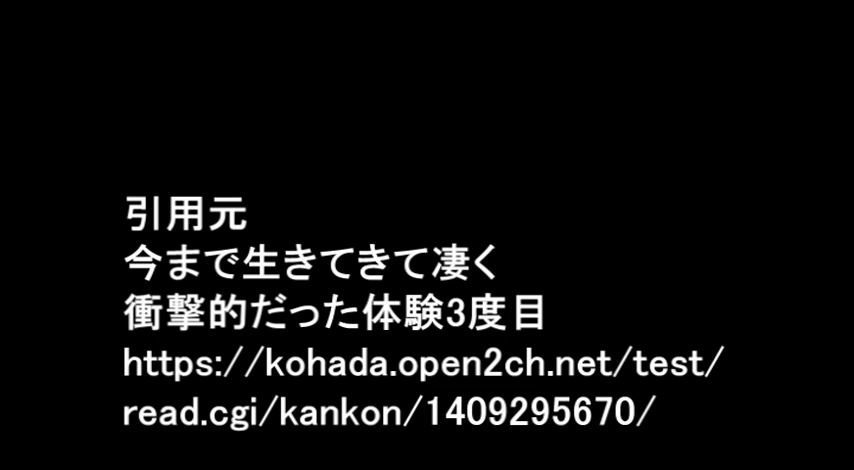 引用元
今まで生きてきて凄く
衝撃的だった体験3度目
https://kohada.open2ch.net/test/
read.cgi/kankon/1409295670/